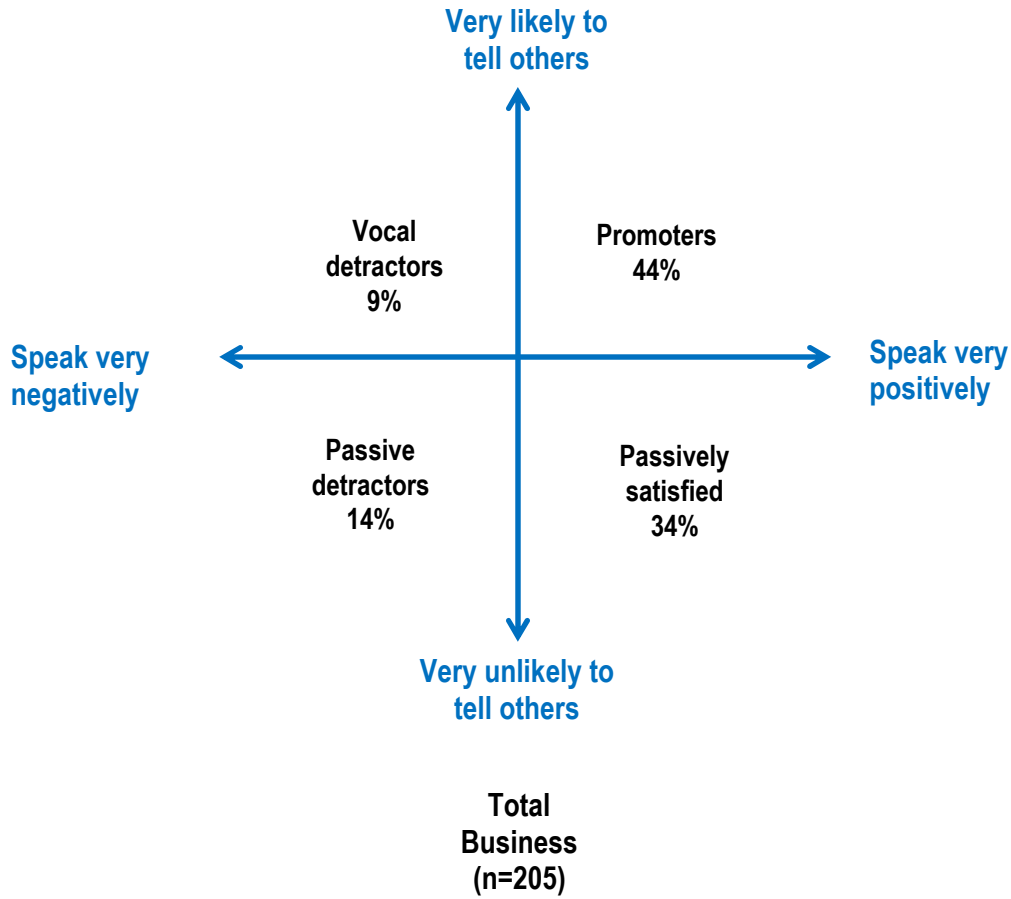 Very likely to
tell others
Vocal
detractors
9%
Promoters
44%
Speak very
negatively
Speak very
positively
Passive
detractors
14%
Passively
satisfied
34%
Very unlikely to
tell others
Total
Business
(n=205)